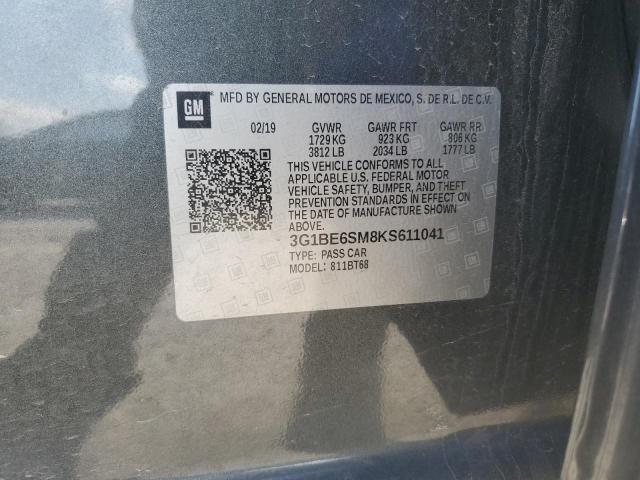 GM
MFD BY GENERAL MOTORS DE MEXICO, S. DE R.L. DE C.V.
02/19 GVWR GAWR FRT GAWR RR
1729 KG 923 KG 806 KG
3812 LB 2034 LB 1777 LB
THIS VEHICLE CONFORMS TO ALL
APPLICABLE U.S. FEDERAL MOTOR
VEHICLE SAFETY, BUMPER, AND THEFT
PREVENTION STANDARDS IN EFFECT ON
THE DATE OF MANUFACTURE SHOWN
ABOVE.
3G1BE6SM8KS611041
TYPE: PASS CAR
MODEL: 811BT68